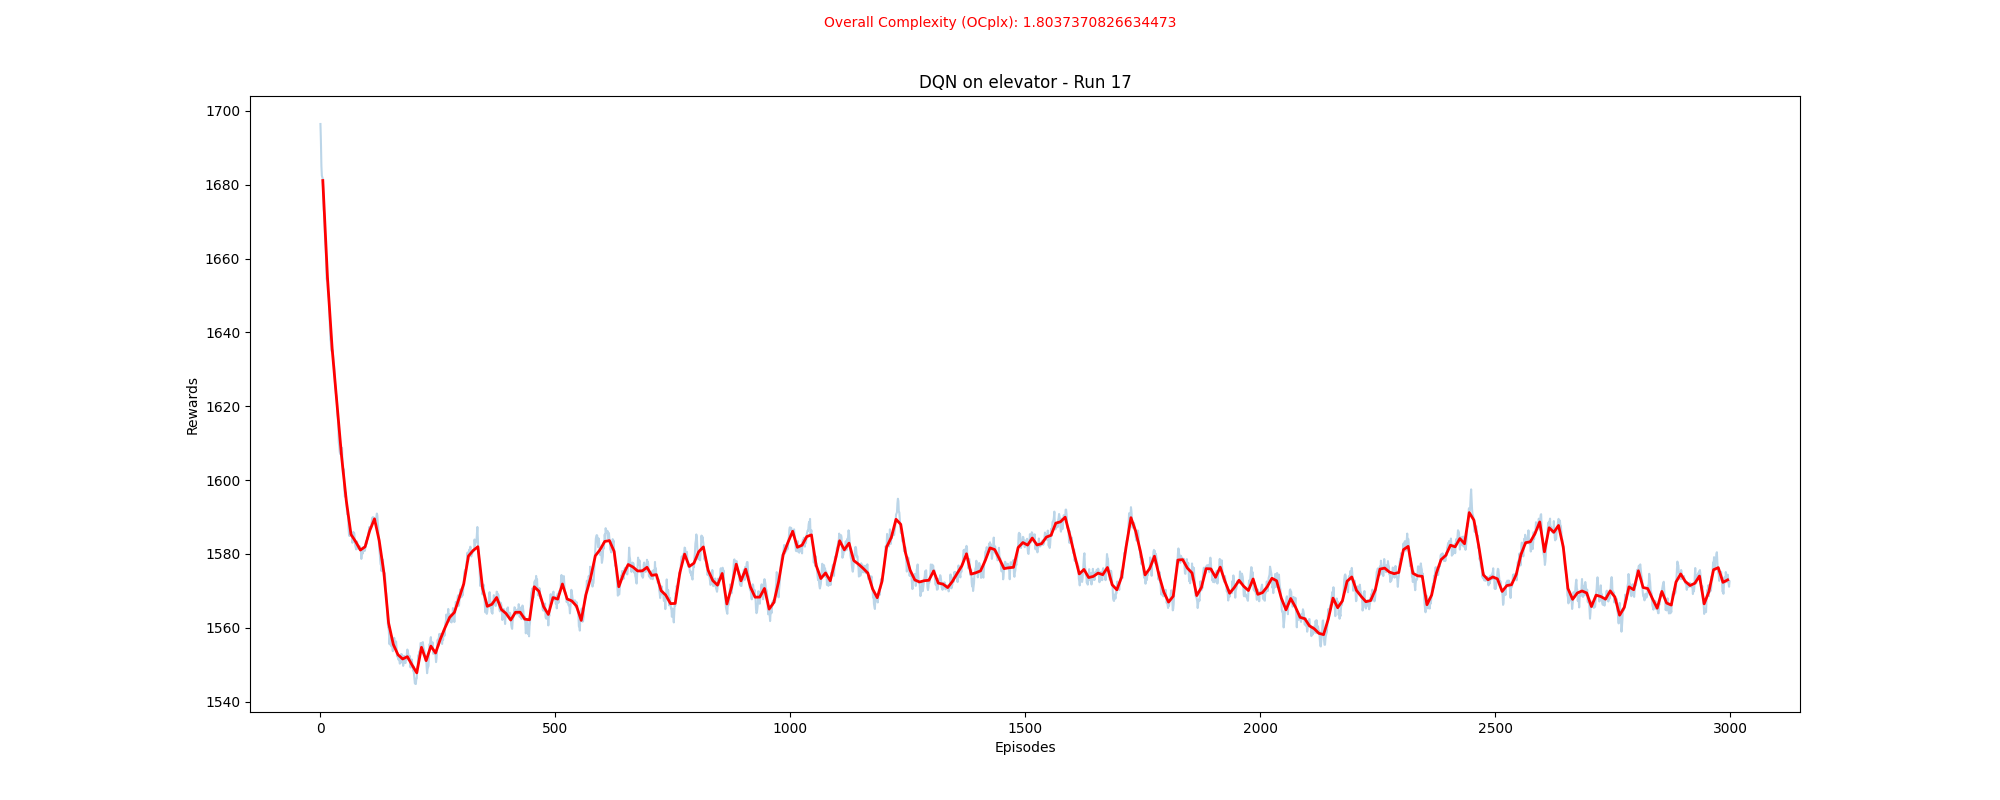 Overall Complexity (OCplx): 1.8037370826634473
DQN on elevator - Run 17
1700
1680
1660
1640
1620
1600
1580
1560
1540
Rewards
0 500 1000 1500 2000 2500 3000
Episodes